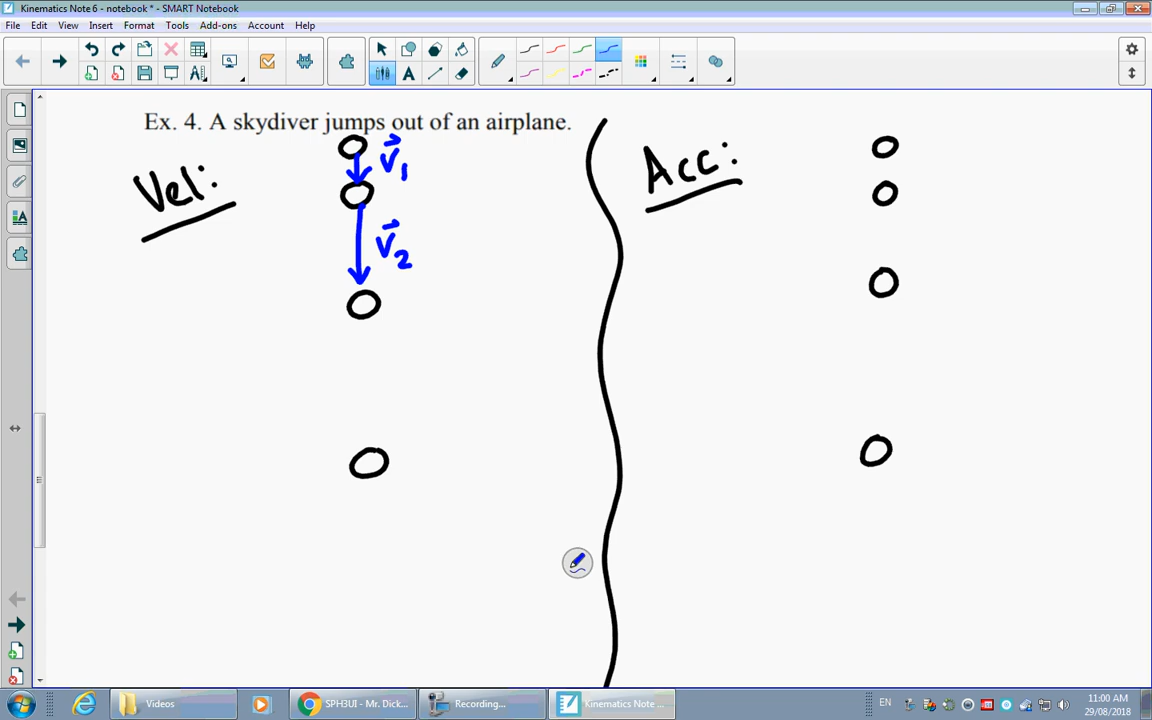 Kinematics Note 6 - notebook * - SMART Notebook
File Edit View Insert Format Tools Add-ons Account Help
Ex. 4. A skydiver jumps out of an airplane.
Vel:
v⃗₁
v⃗₂
Acc:
Videos
SPH3UI - Mr. Dick...
Recording...
Kinematics Note ...
EN
11:00 AM
29/08/2018